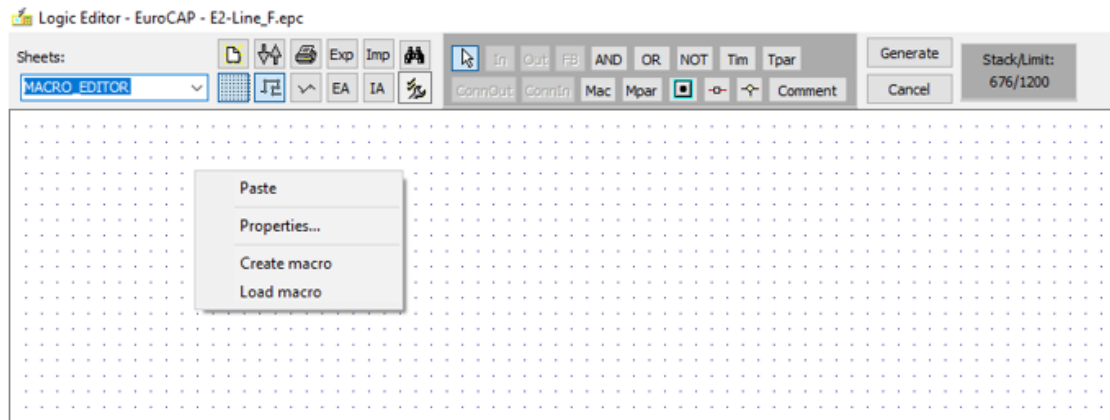 Logic Editor - EuroCAP - E2-Line_F.epc
Sheets:
Exp Imp
In Out FB AND OR NOT Tim Tpar
Generate
Stack/Limit:
676/1200
MACRO_EDITOR
EA IA
ConnOut ConnIn Mac Mpar Comment
Cancel
Paste
Properties...
Create macro
Load macro